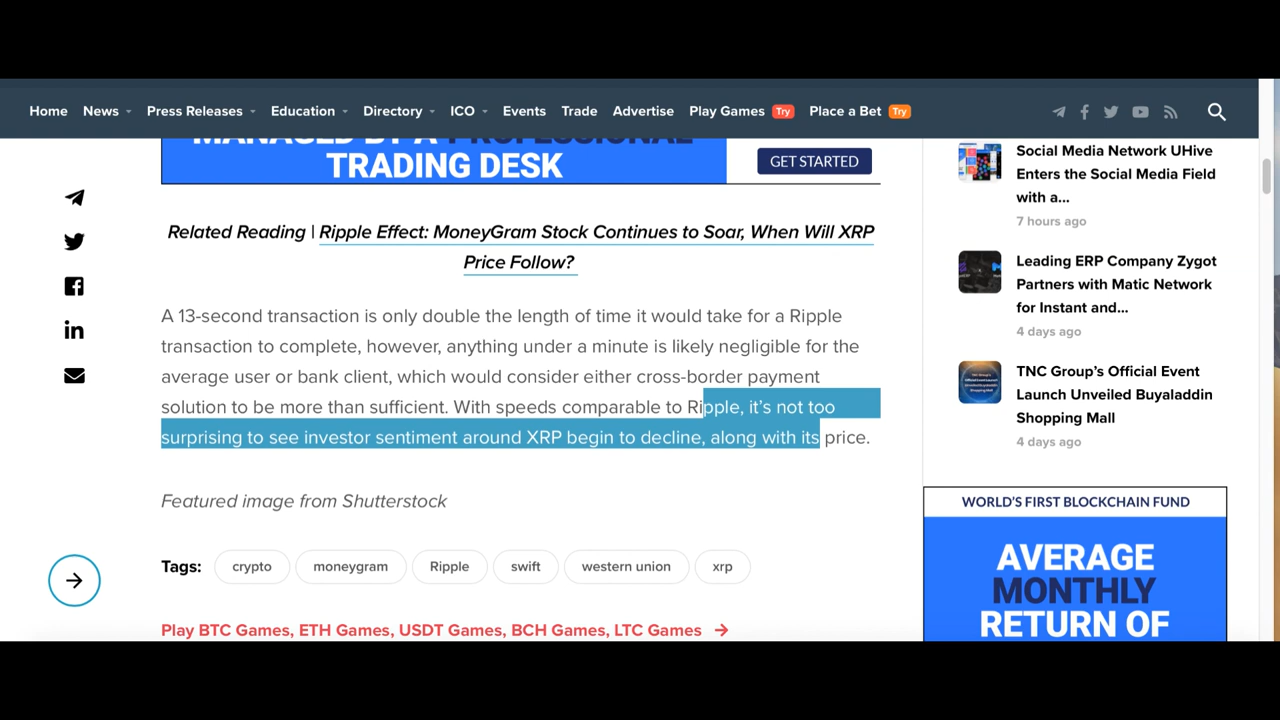 Home News Press Releases Education Directory ICO Events Trade Advertise Play Games Try Place a Bet Try
TRADING DESK
GET STARTED
Related Reading | Ripple Effect: MoneyGram Stock Continues to Soar, When Will XRP
Price Follow?
A 13-second transaction is only double the length of time it would take for a Ripple
transaction to complete, however, anything under a minute is likely negligible for the
average user bank client, which would consider either cross-border payment
solution to be more than sufficient. With speeds comparable to Ripple, it's not too
surprising to see investor sentiment around XRP begin to decline, along with its price.
Featured image from Shutterstock
Tags: crypto moneygram Ripple swift western union xrp
Play BTC Games, ETH Games, USDT Games, BCH Games, LTC Games
Social Media Network UHive
Enters the Social Media Field
with a...
7 hours ago
Leading ERP Company Zygot
Partners with Matic Network
for Instant and...
4 days ago
TNC Group's Official Event
Launch Unveiled Buyaladdin
Shopping Mall
4 days ago
WORLD'S FIRST BLOCKCHAIN FUND
AVERAGE
MONTHLY
RETURN OF